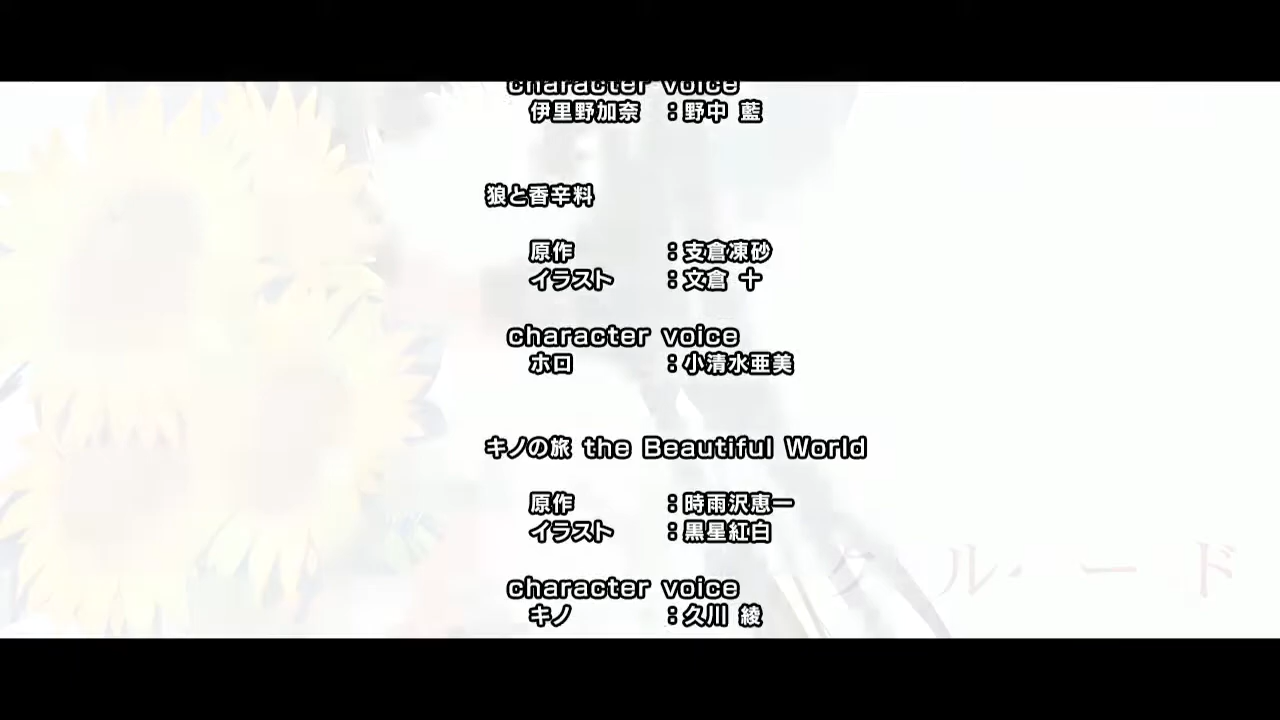 character voice
伊里野加奈 ：野中 藍
狼と香辛料
原作 ：支倉凍砂
イラスト ：文倉 十
character voice
ホロ ：小清水亜美
キノの旅 the Beautiful World
原作 ：時雨沢恵一
イラスト ：黒星紅白
character voice
キノ ：久川 綾